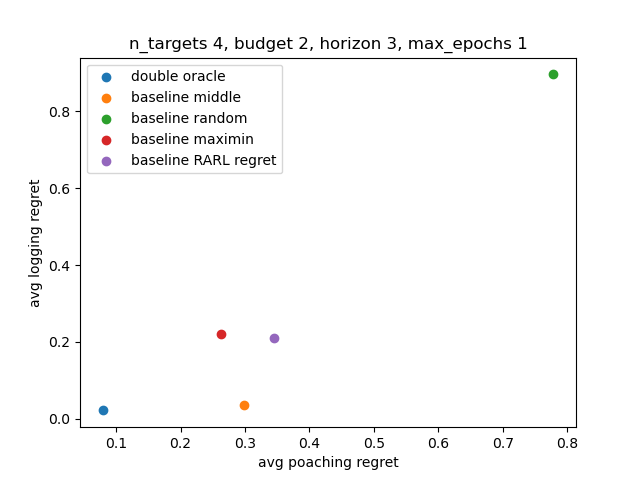 n_targets 4, budget 2, horizon 3, max_epochs 1
double oracle
baseline middle
baseline random
baseline maximin
baseline RARL regret
avg logging regret
0.8
0.6
0.4
0.2
0.0
0.1 0.2 0.3 0.4 0.5 0.6 0.7 0.8
avg poaching regret